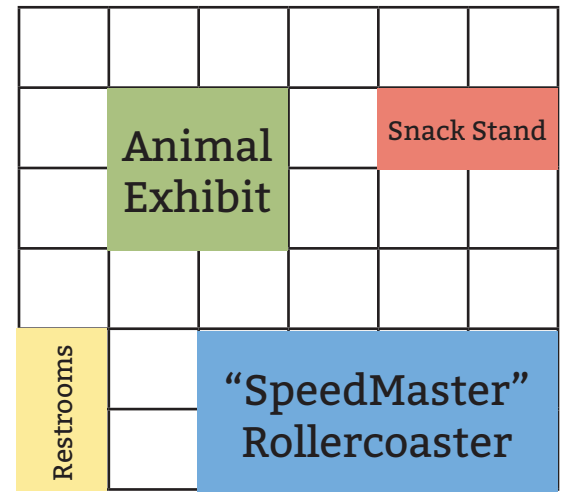 Animal
Exhibit
Snack Stand
Restrooms
“SpeedMaster”
Rollercoaster